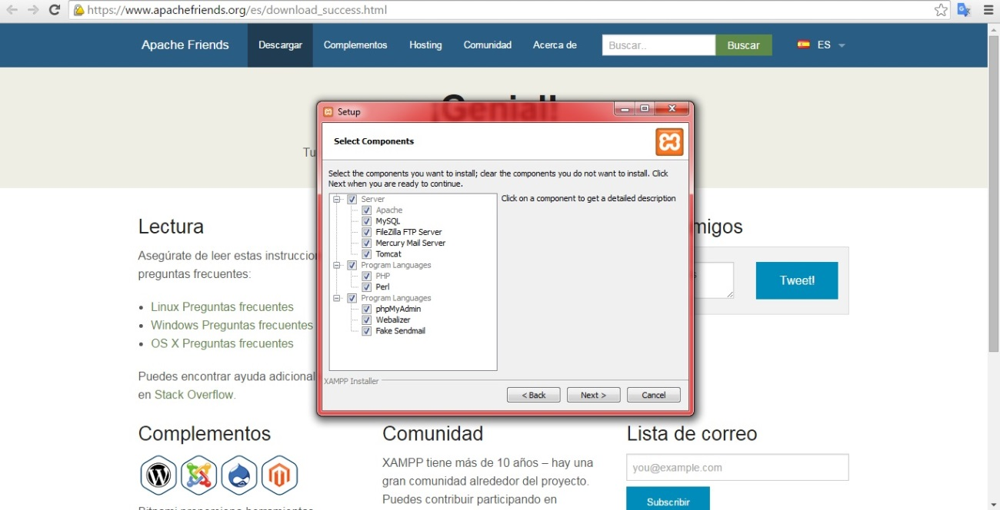 https://www.apachefriends.org/es/download_success.html
Apache Friends
Descargar
Complementos
Hosting
Comunidad
Acerca de
Buscar..
Buscar
ES
¡Genial!
Tu
Setup
Select Components
Select the components you want to install; clear the components you do not want to install. Click
Next when you are ready to continue.
Server
Apache
MySQL
FileZilla FTP Server
Mercury Mail Server
Tomcat
Program Languages
PHP
Perl
Program Languages
phpMyAdmin
Webalizer
Fake Sendmail
Click on a component to get a detailed description
XAMPP Installer
< Back
Next >
Cancel
Lectura
Asegúrate de leer estas instruccion
preguntas frecuentes:
Linux Preguntas frecuentes
Windows Preguntas frecuentes
OS X Preguntas frecuentes
Puedes encontrar ayuda adicional
en Stack Overflow.
migos
s
Tweet!
Complementos
Comunidad
XAMPP tiene más de 10 años – hay una
gran comunidad alrededor del proyecto.
Puedes contribuir participando en
Lista de correo
you@example.com
Subscribir